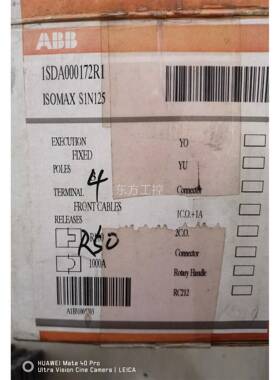 ABB
1SDA000172R1
ISOMAX S1N125
EXECUTION
FIXED
POLES
4
TERMINAL
FRONT CABLES
RELEASES
R50
1000A
YO
YU
Connector
1C.O.+1A
2C.O.
Connector
Rotary Handle
RC212
东方工控
HUAWEI Mate 40 Pro
Ultra Vision Cine Camera | LEICA